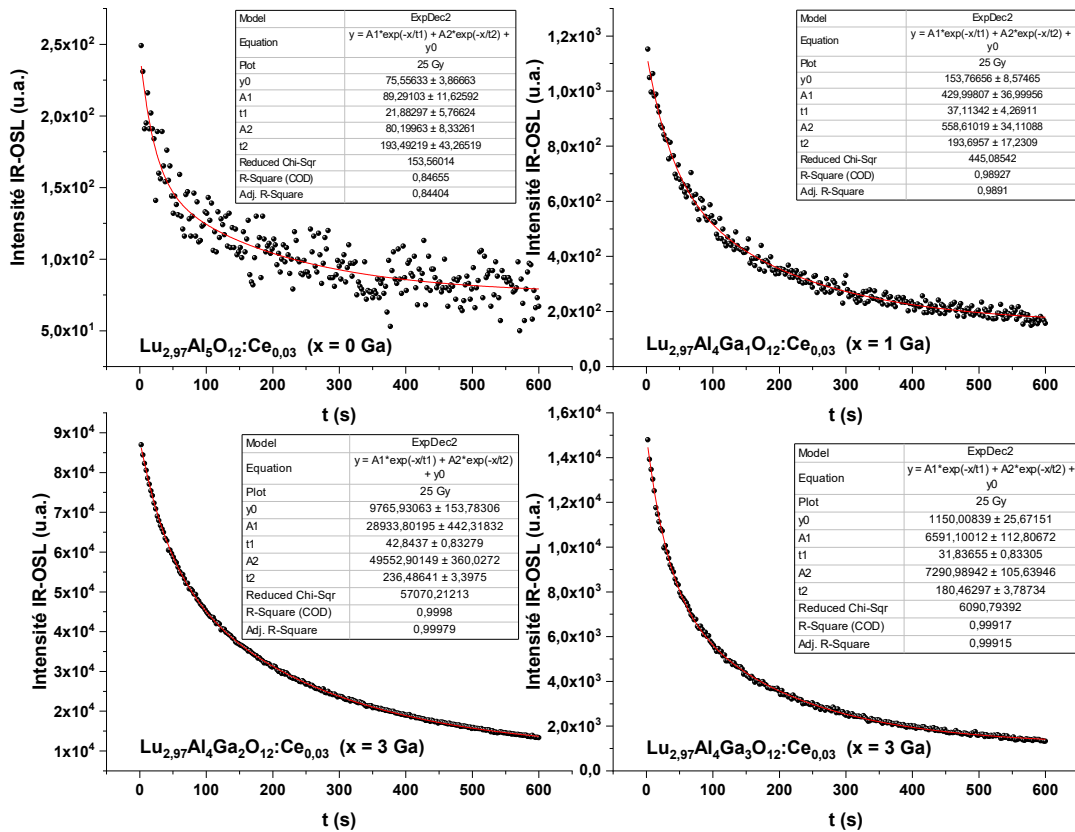 Intensité IR-OSL (u.a.)
2,5x10²
2,0x10²
1,5x10²
1,0x10²
5,0x10¹
Model ExpDec2
Equation y = A1*exp(-x/t1) + A2*exp(-x/t2) +
y0
Plot 25 Gy
y0 75,55633 ± 3,86663
A1 89,29103 ± 11,62592
t1 21,88297 ± 5,76624
A2 80,19963 ± 8,33261
t2 193,49219 ± 43,26519
Reduced Chi-Sqr 153,56014
R-Square (COD) 0,84655
Adj. R-Square 0,84404
Lu2,97Al5O12:Ce0,03 (x = 0 Ga)
0 100 200 300 400 500 600
t (s)
Intensité IR-OSL (u.a.)
1,2x10³
1,0x10³
8,0x10²
6,0x10²
4,0x10²
2,0x10²
0,0
Model ExpDec2
Equation y = A1*exp(-x/t1) + A2*exp(-x/t2) +
y0
Plot 25 Gy
y0 153,76656 ± 8,57465
A1 429,99807 ± 36,99956
t1 37,11342 ± 4,26911
A2 558,61019 ± 34,11088
t2 193,6957 ± 17,2309
Reduced Chi-Sqr 445,08542
R-Square (COD) 0,98927
Adj. R-Square 0,9891
Lu2,97Al4Ga1O12:Ce0,03 (x = 1 Ga)
0 100 200 300 400 500 600
t (s)
Intensité IR-OSL (u.a.)
9x10⁴
8x10⁴
7x10⁴
6x10⁴
5x10⁴
4x10⁴
3x10⁴
2x10⁴
1x10⁴
Model ExpDec2
Equation y = A1*exp(-x/t1) + A2*exp(-x/t2)
+ y0
Plot 25 Gy
y0 9765,93063 ± 153,78306
A1 28933,80195 ± 442,31832
t1 42,8437 ± 0,83279
A2 49552,90149 ± 360,0272
t2 236,48641 ± 3,3975
Reduced Chi-Sqr 57070,21213
R-Square (COD) 0,9998
Adj. R-Square 0,99979
Lu2,97Al4Ga2O12:Ce0,03 (x = 3 Ga)
0 100 200 300 400 500 600
t (s)
Intensité IR-OSL (u.a.)
1,6x10⁴
1,4x10⁴
1,2x10⁴
1,0x10⁴
8,0x10³
6,0x10³
4,0x10³
2,0x10³
0,0
Model ExpDec2
Equation y = A1*exp(-x/t1) + A2*exp(-x/t2) +
y0
Plot 25 Gy
y0 1150,00839 ± 25,67151
A1 6591,10012 ± 112,80672
t1 31,83655 ± 0,83305
A2 7290,98942 ± 105,63946
t2 180,46297 ± 3,78734
Reduced Chi-Sqr 6090,79392
R-Square (COD) 0,99917
Adj. R-Square 0,99915
Lu2,97Al4Ga3O12:Ce0,03 (x = 3 Ga)
0 100 200 300 400 500 600
t (s)